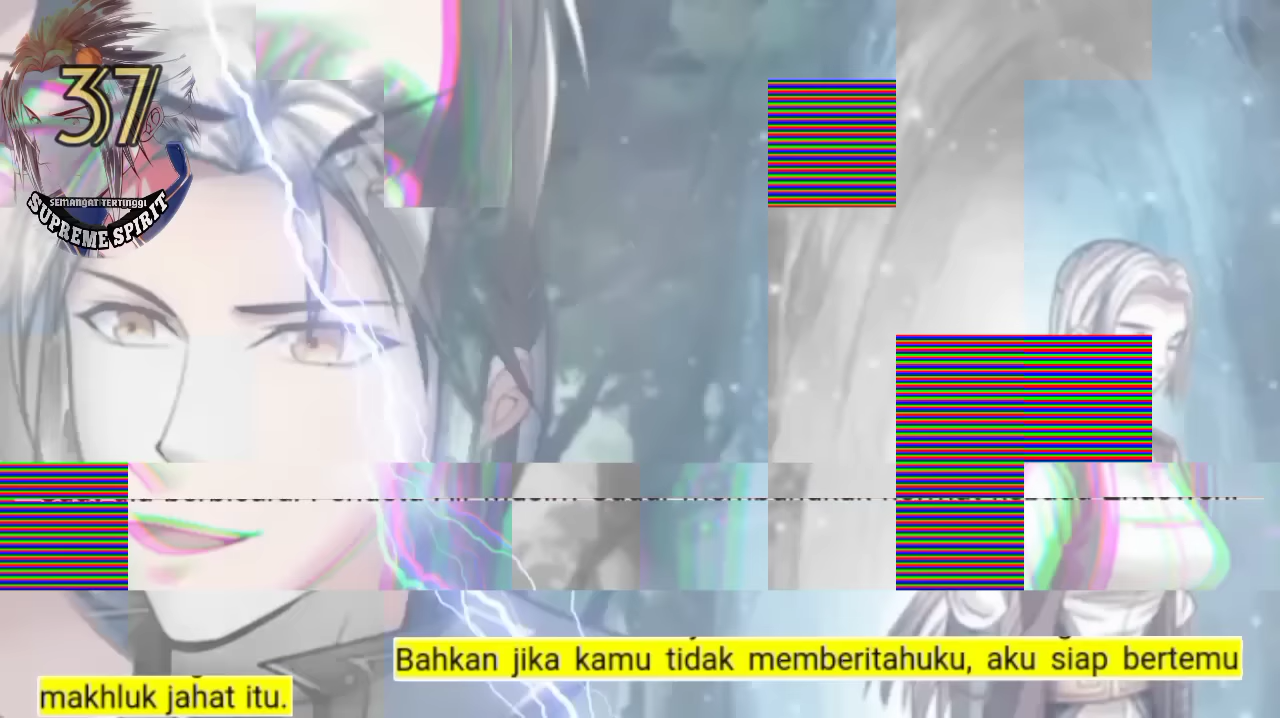 37
SEMANGAT TERTINGGI
SUPREME SPIRIT
Bahkan jika kamu tidak memberitahuku, aku siap bertemu
makhluk jahat itu.